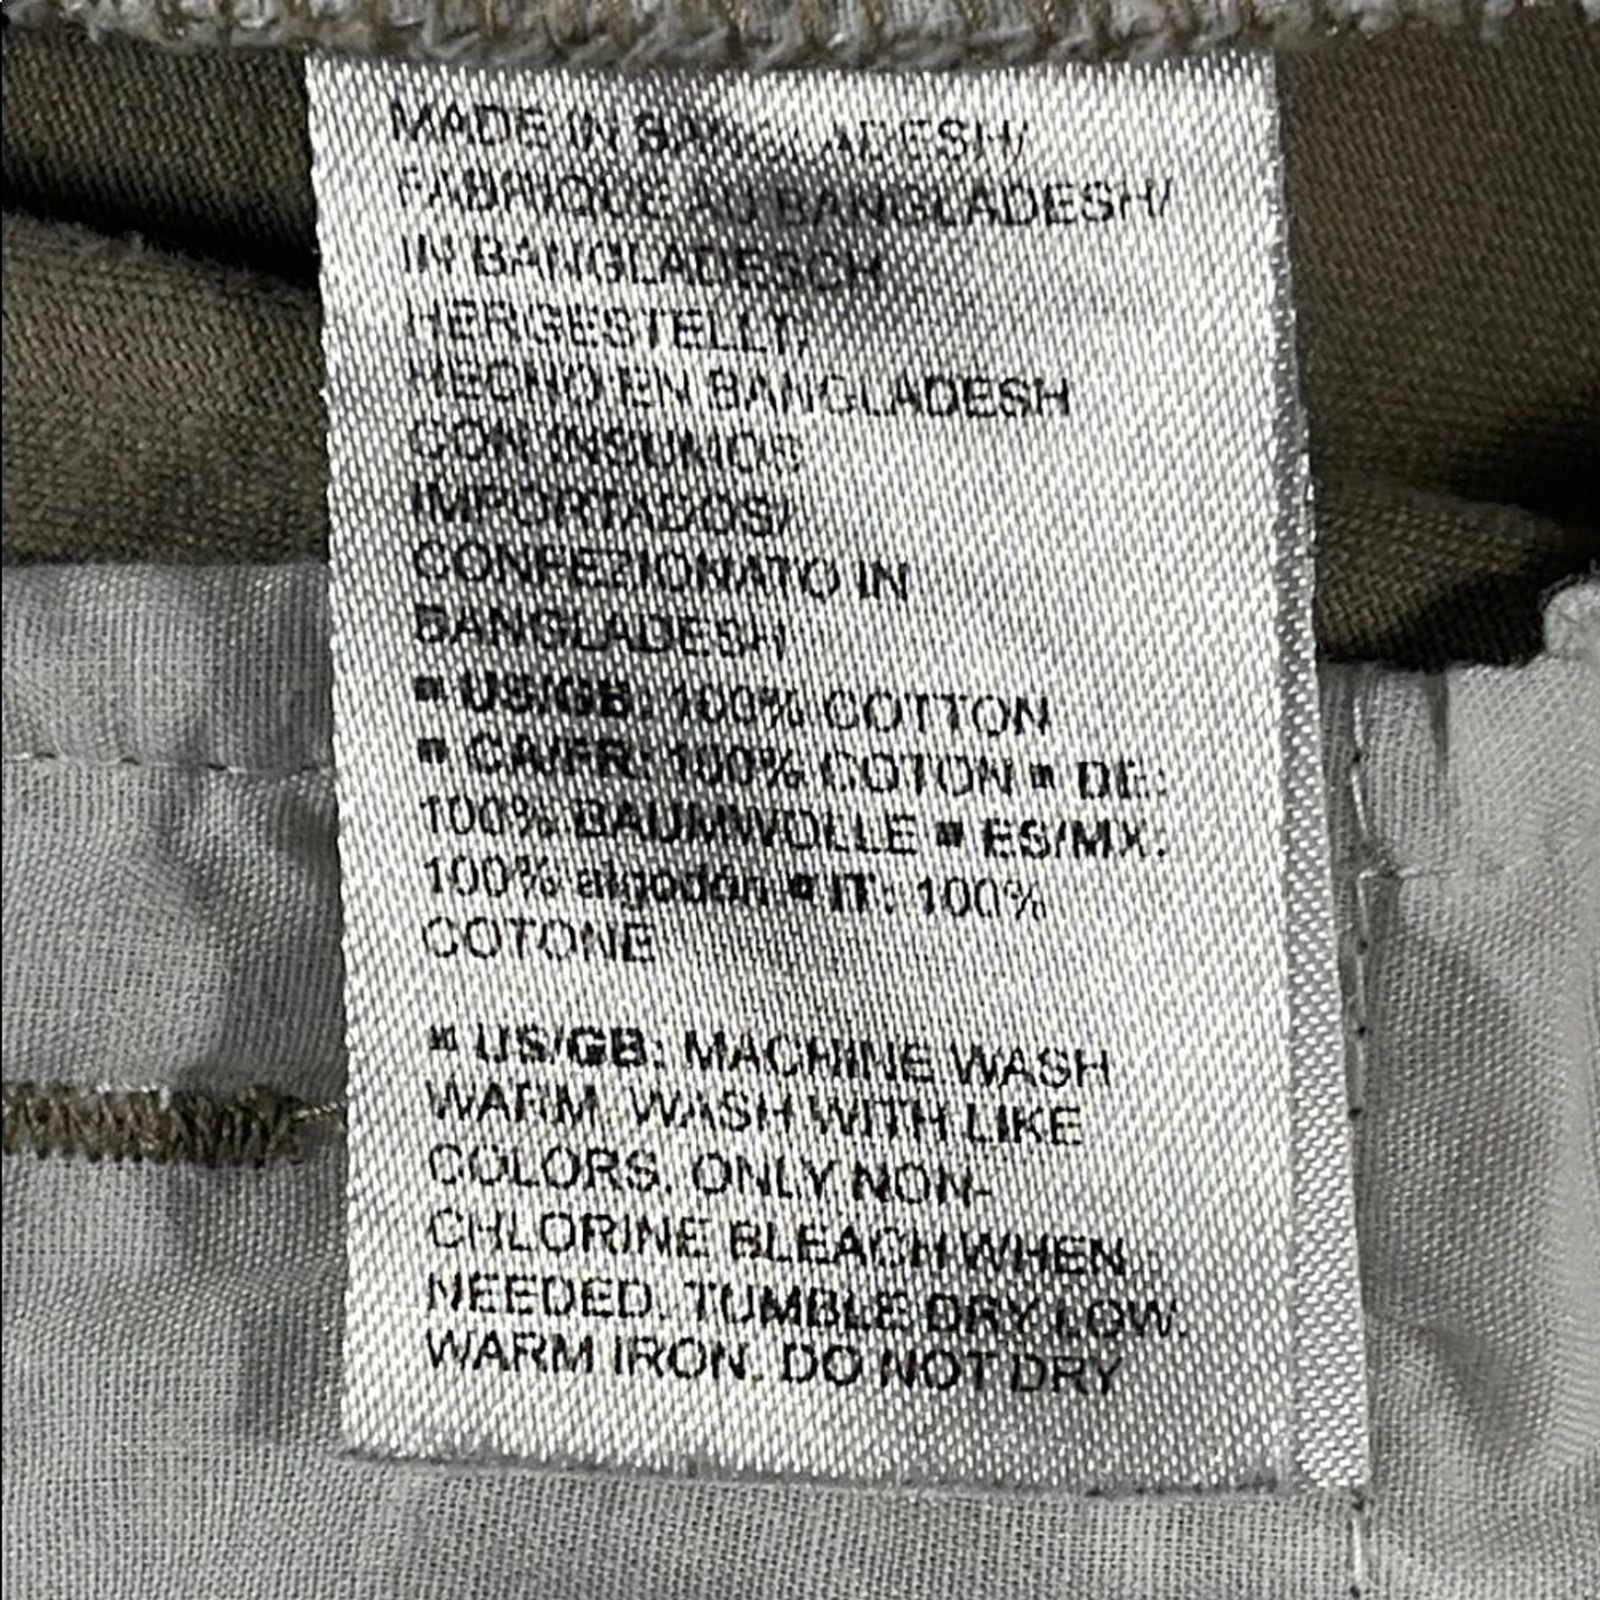 MADE IN BANGLADESH/
FABRIQUE AU BANGLADESH/
IN BANGLADESCH
HERGESTELLT/
HECHO EN BANGLADESH
CON INSUMOS
IMPORTADOS/
CONFEZIONATO IN
BANGLADESH
▪ US/GB: 100% COTTON
▪ CA/FR: 100% COTON ▪ DE:
100% BAUMWOLLE ▪ ES/MX:
100% algodón ▪ IT: 100%
COTONE
▪ US/GB: MACHINE WASH
WARM. WASH WITH LIKE
COLORS. ONLY NON-
CHLORINE BLEACH WHEN
NEEDED. TUMBLE DRY LOW.
WARM IRON. DO NOT DRY